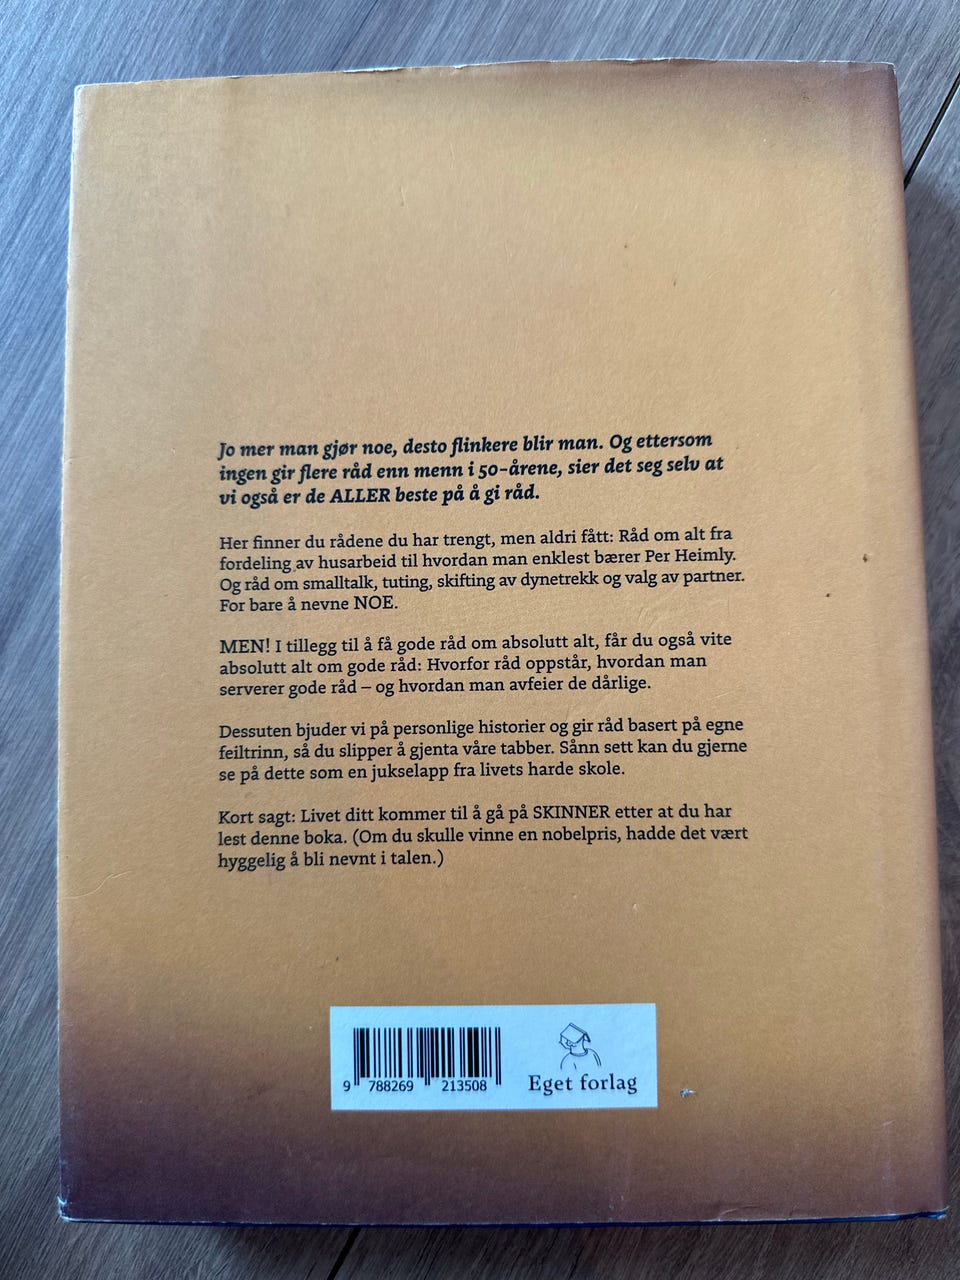 Jo mer man gjør noe, desto flinkere blir man. Og ettersom
ingen gir flere råd enn menn i 50-årene, sier det seg selv at
vi også er de ALLER beste på å gi råd.
Her finner du rådene du har trengt, men aldri fått: Råd om alt fra
fordeling av husarbeid til hvordan man enklest bærer Per Heimly.
Og råd om smalltalk, tuting, skifting av dynetrekk og valg av partner.
For bare å nevne NOE.
MEN! I tillegg til å få gode råd om absolutt alt, får du også vite
absolutt alt om gode råd: Hvorfor råd oppstår, hvordan man
serverer gode råd – og hvordan man avfeier de dårlige.
Dessuten bjuder vi på personlige historier og gir råd basert på egne
feiltrinn, så du slipper å gjenta våre tabber. Sånn sett kan du gjerne
se på dette som en jukselapp fra livets harde skole.
Kort sagt: Livet ditt kommer til å gå på SKINNER etter at du har
lest denne boka. (Om du skulle vinne en nobelpris, hadde det vært
hyggelig å bli nevnt i talen.)
9 788269 213508
Eget forlag